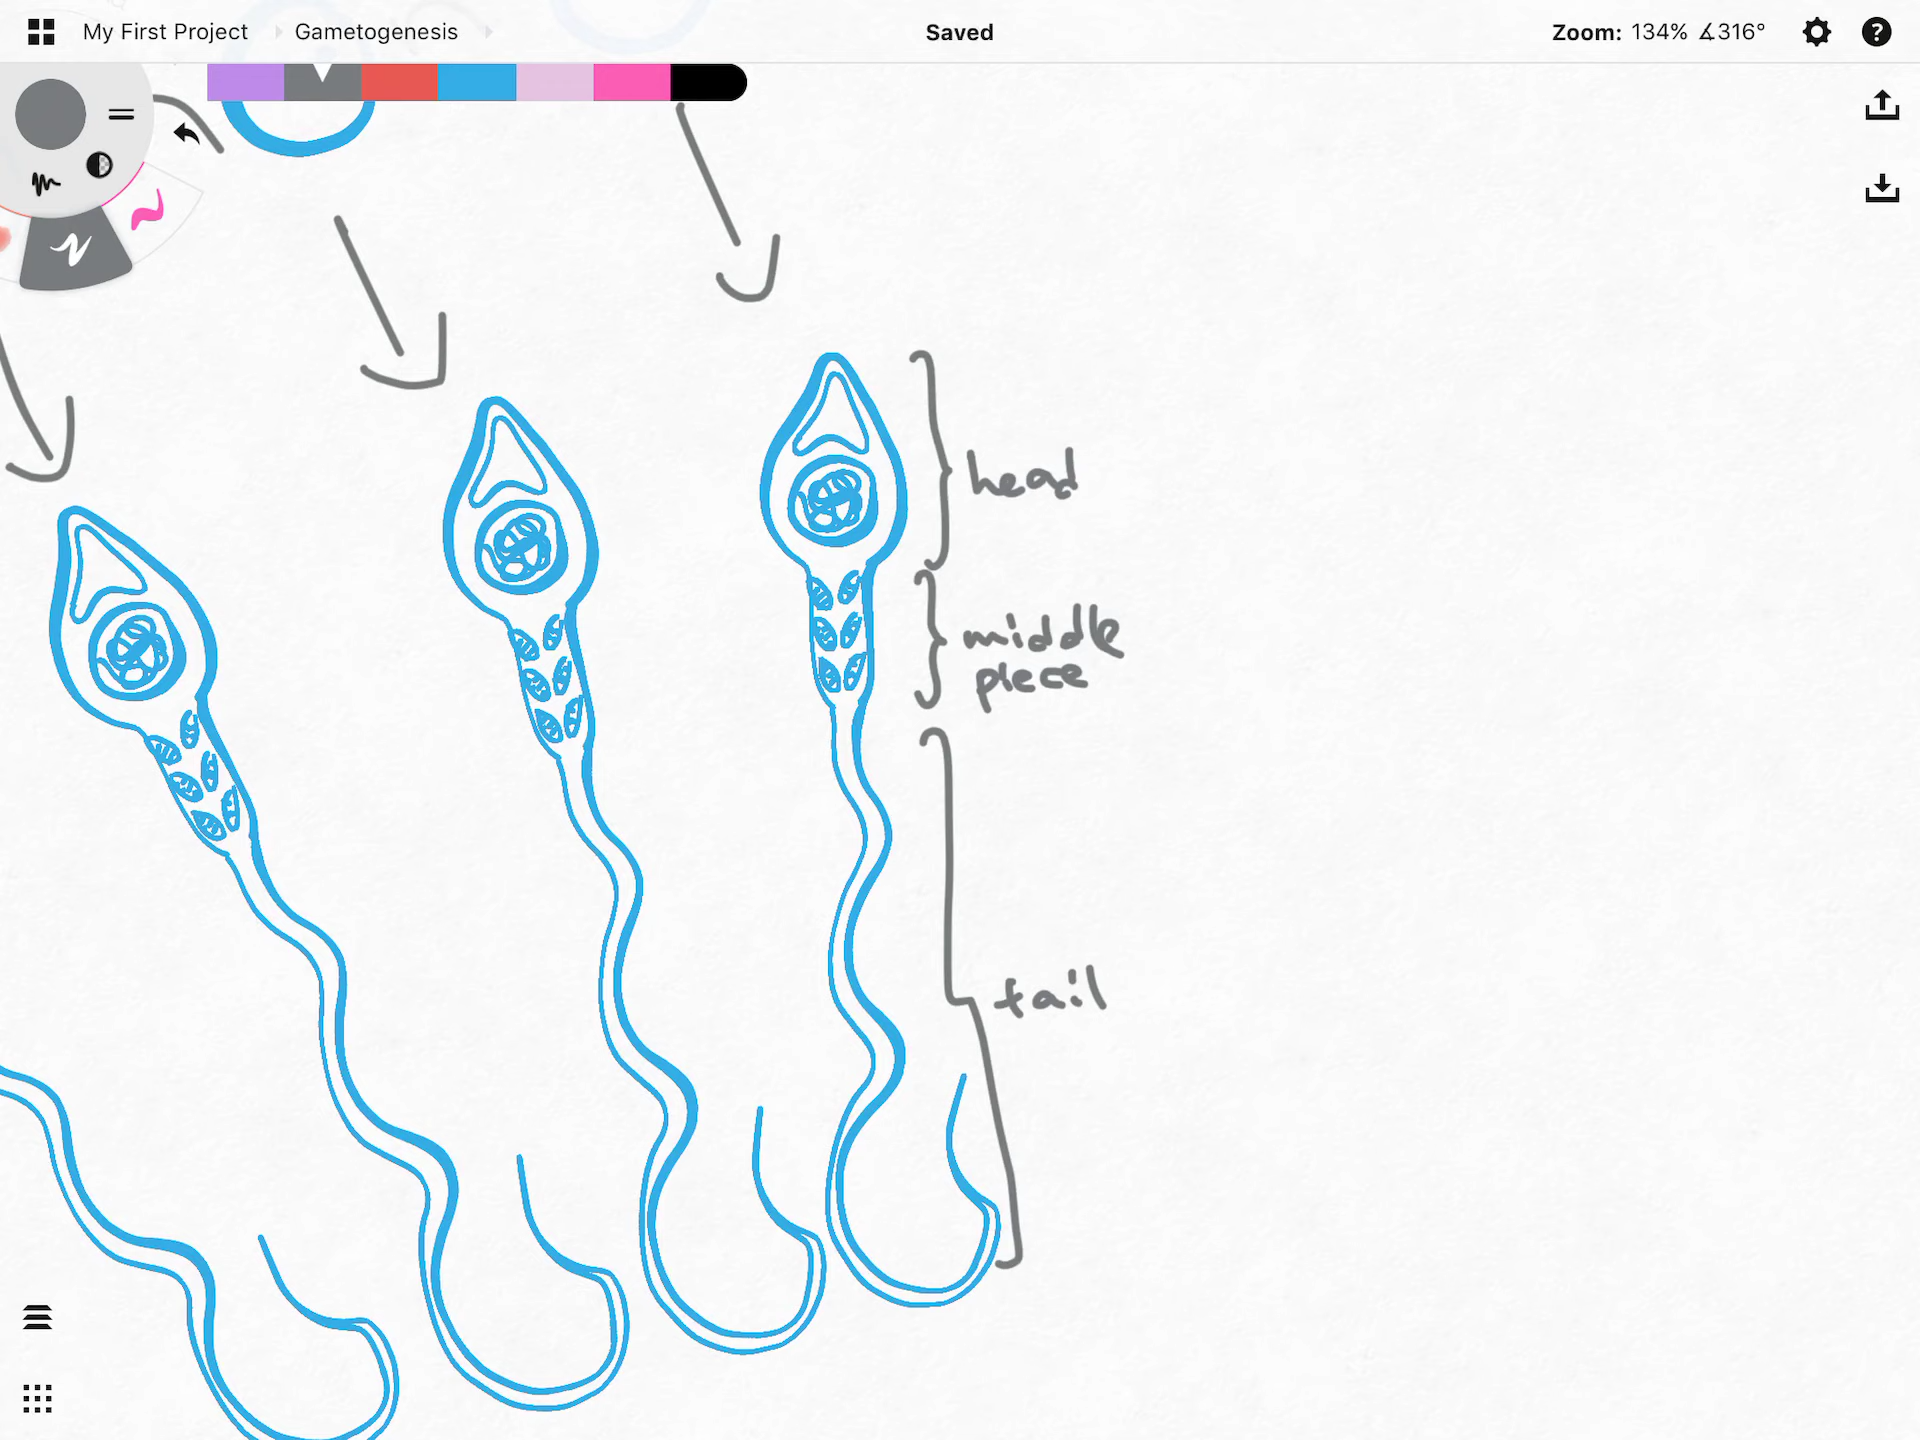 My First Project
Gametogenesis
Saved
Zoom: 134% ∡316°
head
middle
piece
tail